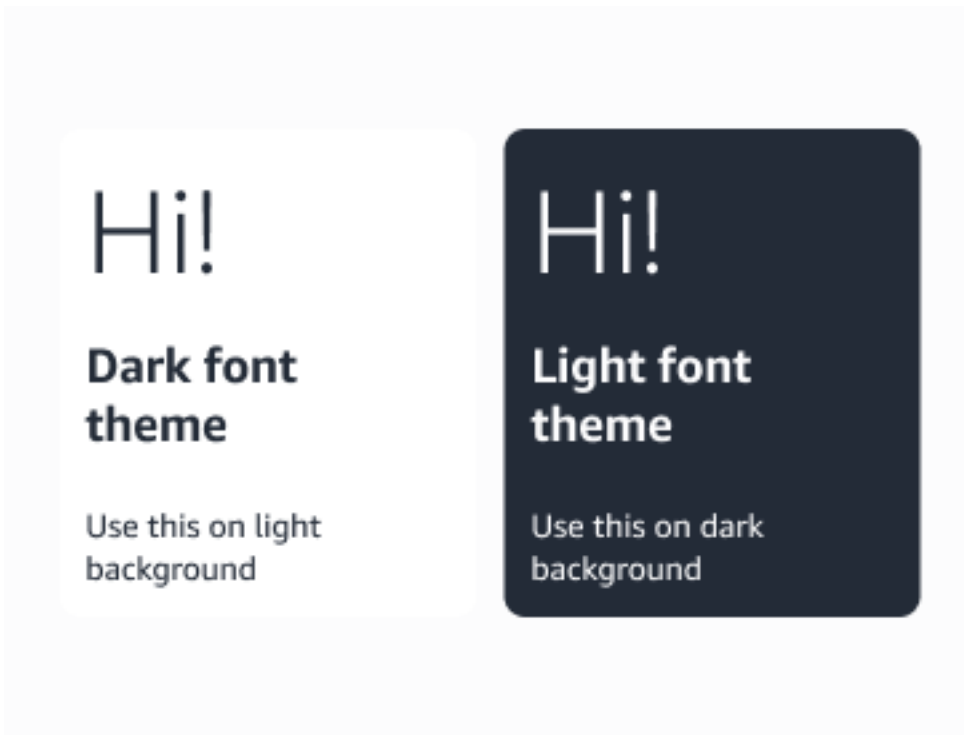 Hi!
Dark font
theme
Use this on light
background
Hi!
Light font
theme
Use this on dark
background